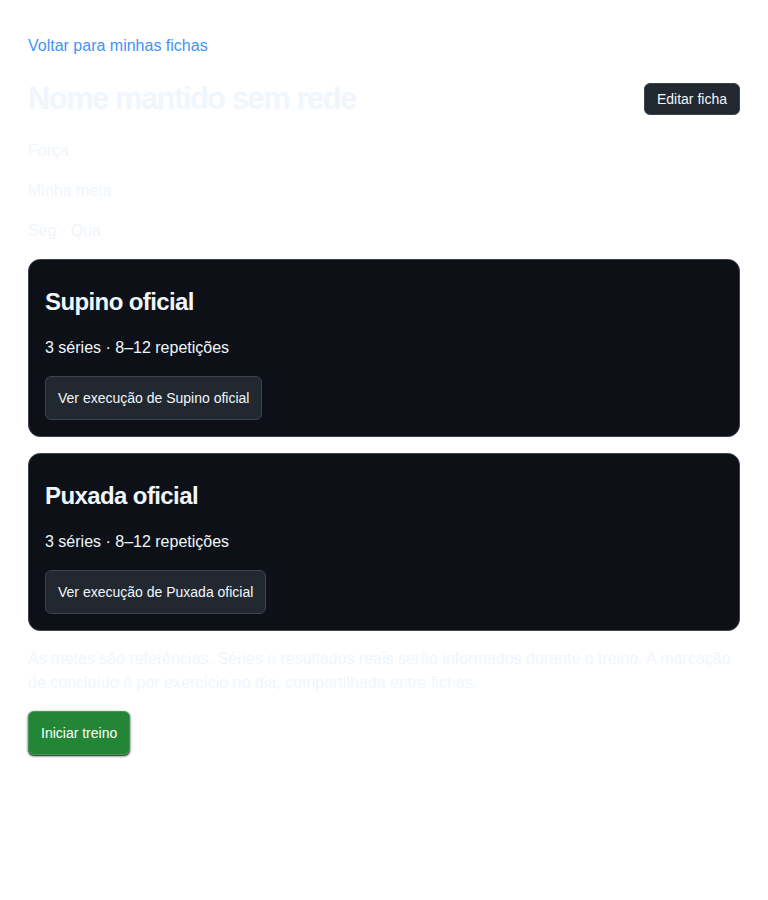 Voltar para minhas fichas
Nome mantido sem rede
Editar ficha
Força
Minha meta
Seg · Qua
Supino oficial
3 séries · 8–12 repetições
Ver execução de Supino oficial
Puxada oficial
3 séries · 8–12 repetições
Ver execução de Puxada oficial
As metas são referências. Séries e resultados reais serão informados durante o treino. A marcação
de concluído é por exercício no dia, compartilhada entre fichas.
Iniciar treino